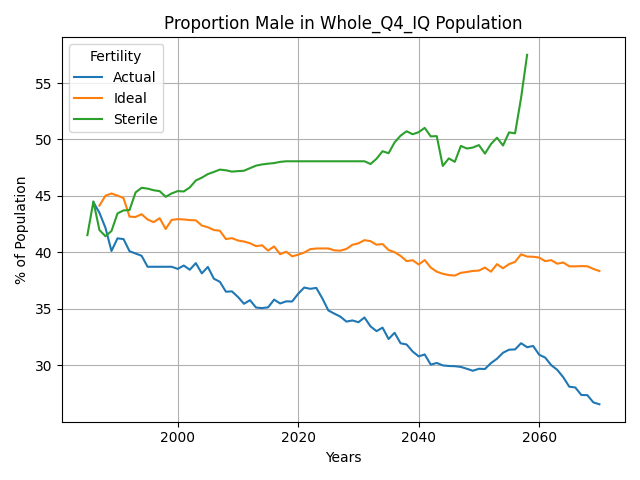 Proportion Male in Whole_Q4_IQ Population
Fertility
Actual
Ideal
Sterile
% of Population
55
50
45
40
35
30
2000
2020
2040
2060
Years